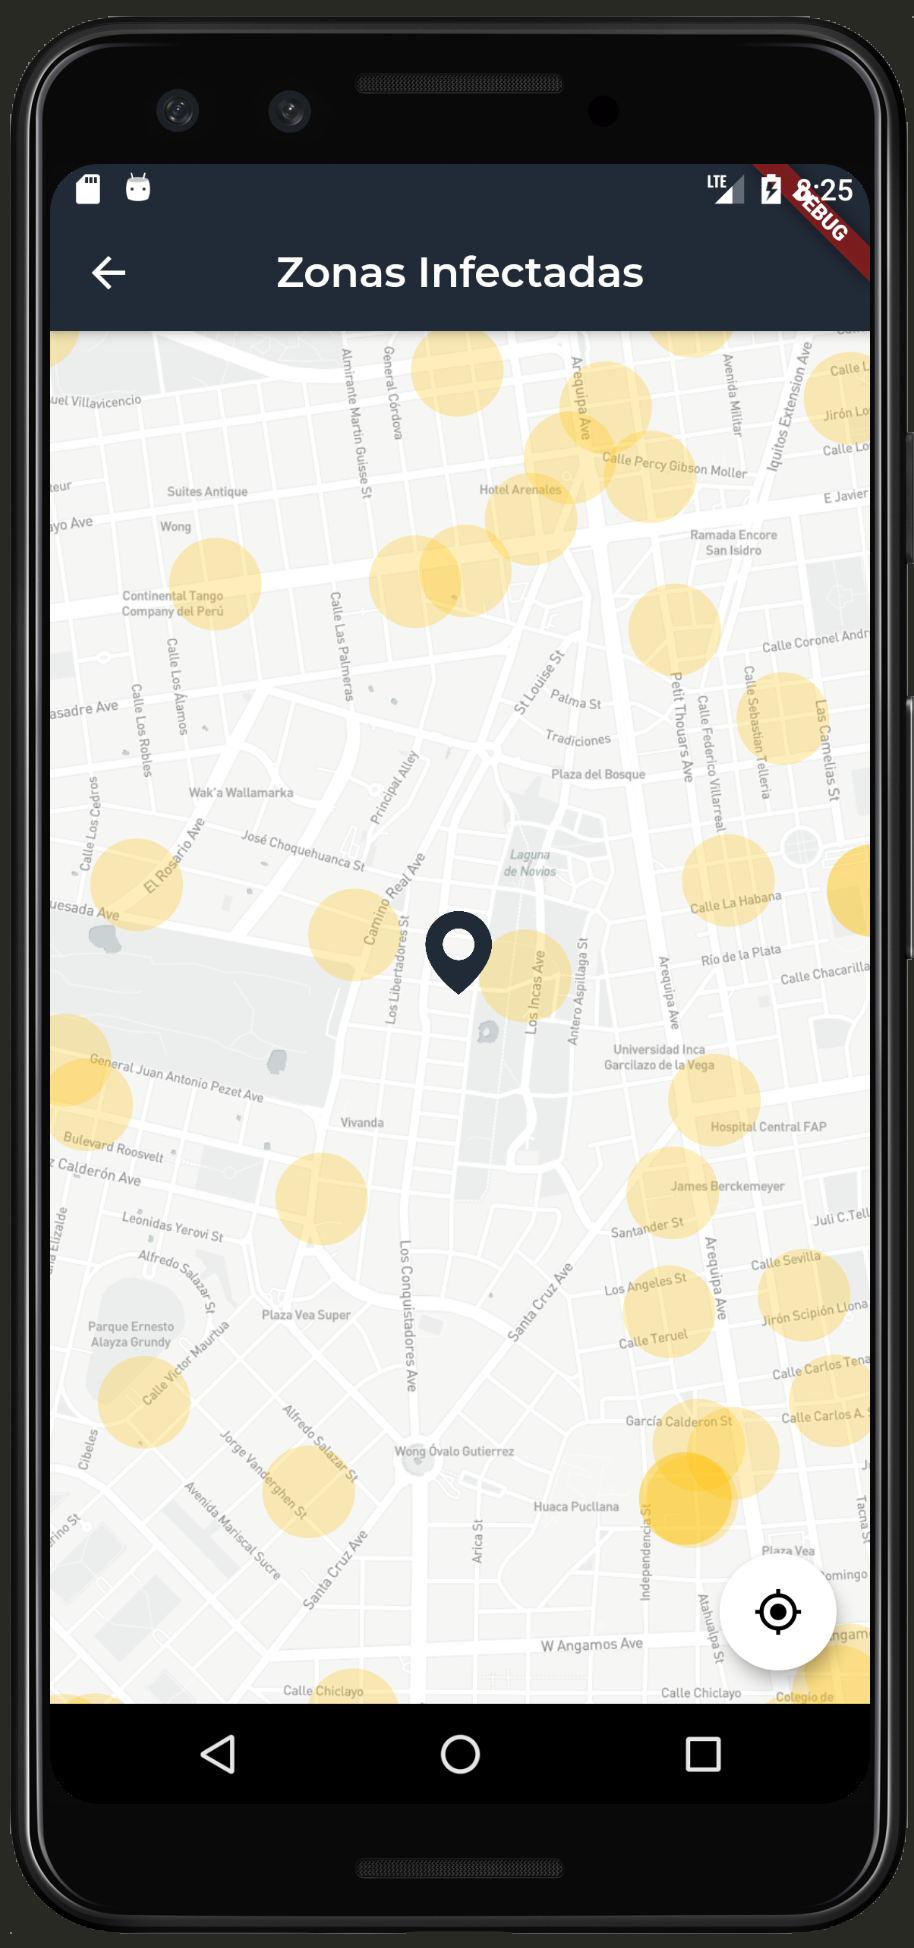 LTE
8:25
DEBUG
Zonas Infectadas
Almirante Martin Guisse St
General Córdova
Arequipa Ave
Avenida Militar
Iquitos Extension Ave
Calle L
uel Villavicencio
Jirón Lo
Calle Lo
Calle Percy Gibson Moller
teur
Suites Antique
Hotel Arenales
E Javier
ayo Ave
Wong
Ramada Encore
San Isidro
Continental Tango
Company del Perú
Calle Las Palmeras
Calle Coronel Andr
Calle Los Álamos
St Louise St
Palma St
Petit Thouars Ave
Calle Sebastian Telleria
Las Camelias St
asadre Ave
Calle Los Robles
Calle Federico Villarreal
Tradiciones
Plaza del Bosque
Principal Alley
Wak'a Wallamarka
Calle Los Cedros
El Rosario Ave
José Choquehuanca St
Laguna
de Novios
Camino Real Ave
Calle La Habana
uesada Ave
Los Libertadores St
Los Incas Ave
Antero Aspillaga St
Arequipa Ave
Río de la Plata
Calle Chacarilla
Universidad Inca
Garcilazo de la Vega
General Juan Antonio Pezet Ave
Vivanda
Hospital Central FAP
Bulevard Roosvelt
z Calderón Ave
James Berckemeyer
Leonidas Yerovi St
Santander St
Juli C.Tell
na Elizalde
Alfredo Salazar St
Los Conquistadores Ave
Santa Cruz Ave
Arequipa Ave
Calle Sevilla
Los Angeles St
Plaza Vea Super
Jirón Scipión Llona
Parque Ernesto
Alayza Grundy
Calle Teruel
Calle Victor Maurtua
Calle Carlos Tena
Alfredo Salazar St
García Calderon St
Calle Carlos A.
Cibeles
Jorge Vanderghen St
Wong Óvalo Gutierrez
Avenida Mariscal Sucre
Huaca Pucllana
Tacna S
rino St
Arica St
Independencia St
Plaza Vea
Santa Cruz Ave
Domingo
Atahualpa St
W Angamos Ave
ngam
Calle Chiclayo
Calle Chiclayo
Colegio de